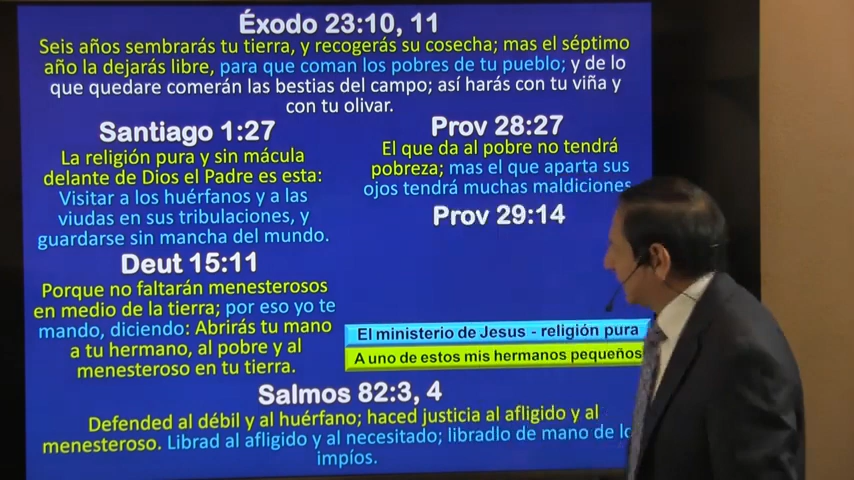 Éxodo 23:10, 11
Seis años sembrarás tu tierra, y recogerás su cosecha; mas el séptimo
año la dejarás libre, para que coman los pobres de tu pueblo; y de lo
que quedare comerán las bestias del campo; así harás con tu viña y
con tu olivar.
Santiago 1:27
La religión pura y sin mácula
delante de Dios el Padre es esta:
Visitar a los huérfanos y a las
viudas en sus tribulaciones, y
guardarse sin mancha del mundo.
Prov 28:27
El que da al pobre no tendrá
pobreza; mas el que aparta sus
ojos tendrá muchas maldiciones
Prov 29:14
Deut 15:11
Porque no faltarán menesterosos
en medio de la tierra; por eso yo te
mando, diciendo: Abrirás tu mano
a tu hermano, al pobre y al
menesteroso en tu tierra.
El ministerio de Jesus - religión pura
A uno de estos mis hermanos pequeños
Salmos 82:3, 4
Defended al débil y al huérfano; haced justicia al afligido y al
menesteroso. Librad al afligido y al necesitado; libradlo de mano de
impíos.